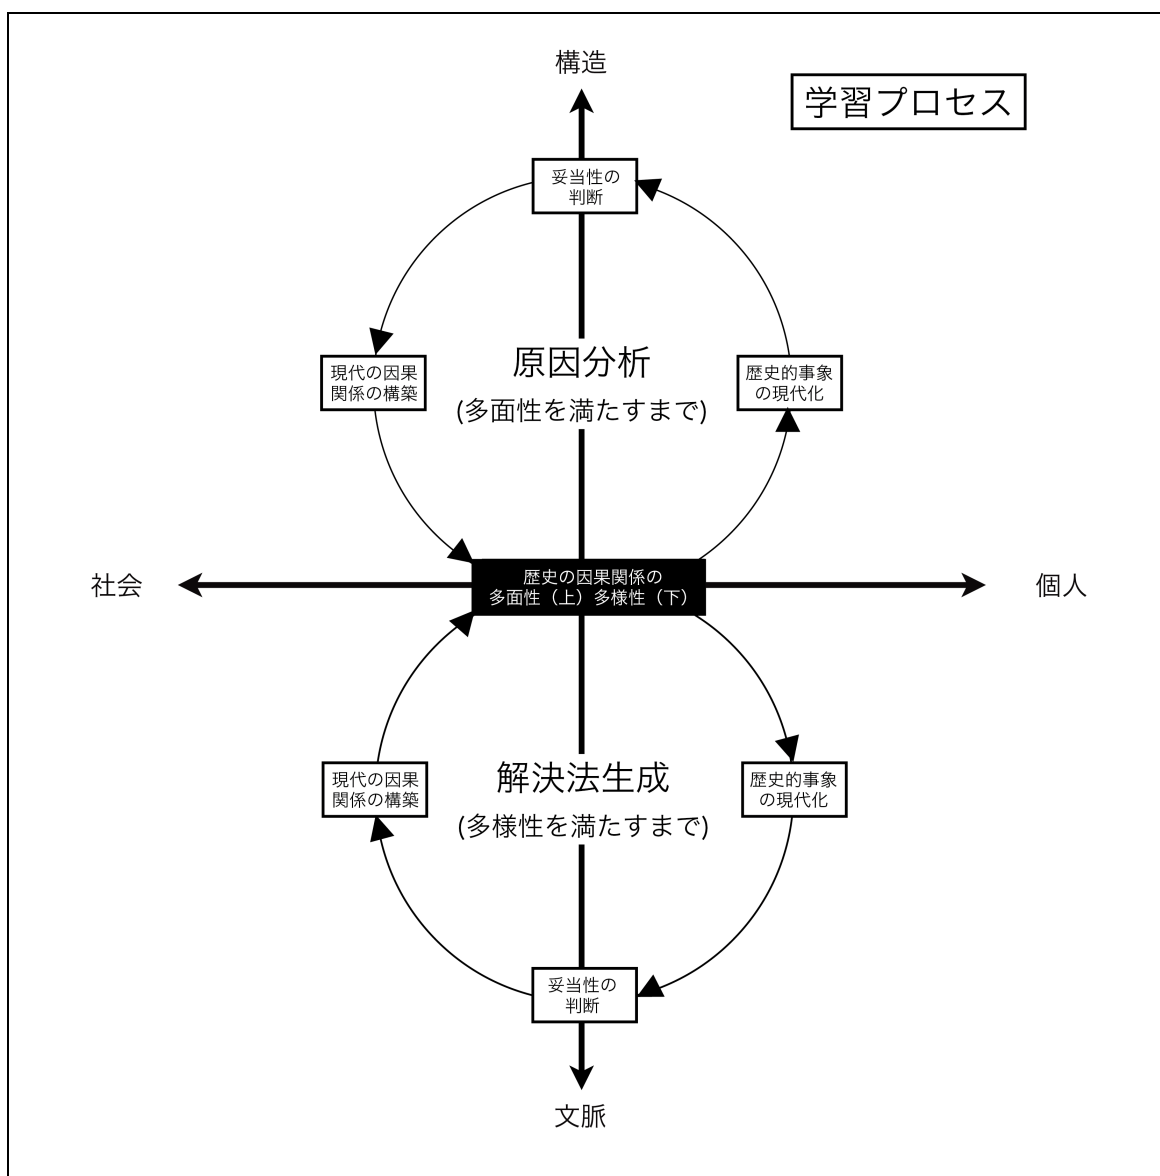 構造
学習プロセス
妥当性の
判断
原因分析
(多面性を満たすまで)
現代の因果
関係の構築
歴史的事象
の現代化
社会
歴史の因果関係の
多面性（上）多様性（下）
個人
現代の因果
関係の構築
解決法生成
(多様性を満たすまで)
歴史的事象
の現代化
妥当性の
判断
文脈